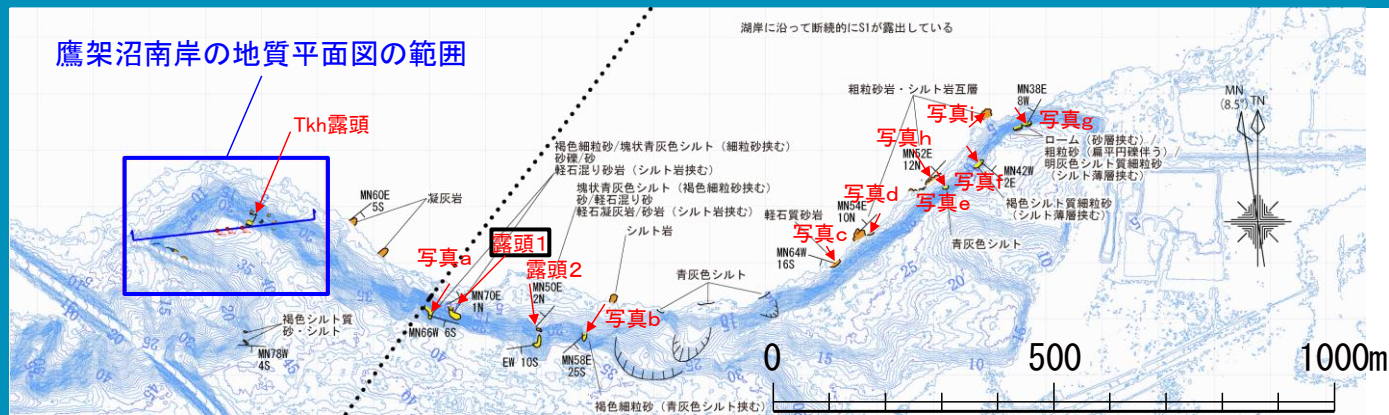 湖岸に沿って断続的にS1が露出している
鷹架沼南岸の地質平面図の範囲
Tkh露頭
粗粒砂岩・シルト岩互層
MN38E
8W
写真i
写真g
MN
(8.5°)
TN
写真h
ローム（砂層挟む）/
粗粒砂（扁平円礫伴う）/
明灰色シルト質細粒砂
（シルト薄層挟む）
褐色細粒砂/塊状青灰色シルト（細粒砂挟む）
砂礫/砂
軽石混り砂岩（シルト岩挟む）
MN52E
12N
MN42W
2E
写真f
塊状青灰色シルト（褐色細粒砂挟む）
砂/軽石混り砂
軽石凝灰岩/砂岩（シルト岩挟む）
写真d
写真e
褐色シルト質細粒砂
（シルト薄層挟む）
MN60E
5S
凝灰岩
MN54E
10N
軽石質砂岩
シルト岩
写真c
青灰色シルト
写真a
露頭1
露頭2
MN64W
16S
青灰色シルト
MN70E
1N
MN50E
2N
写真b
褐色シルト質
砂・シルト
MN66W 6S
MN78W
4S
EW 10S
MN58E
25S
褐色細粒砂（青灰色シルト挟む）
0
500
1000m